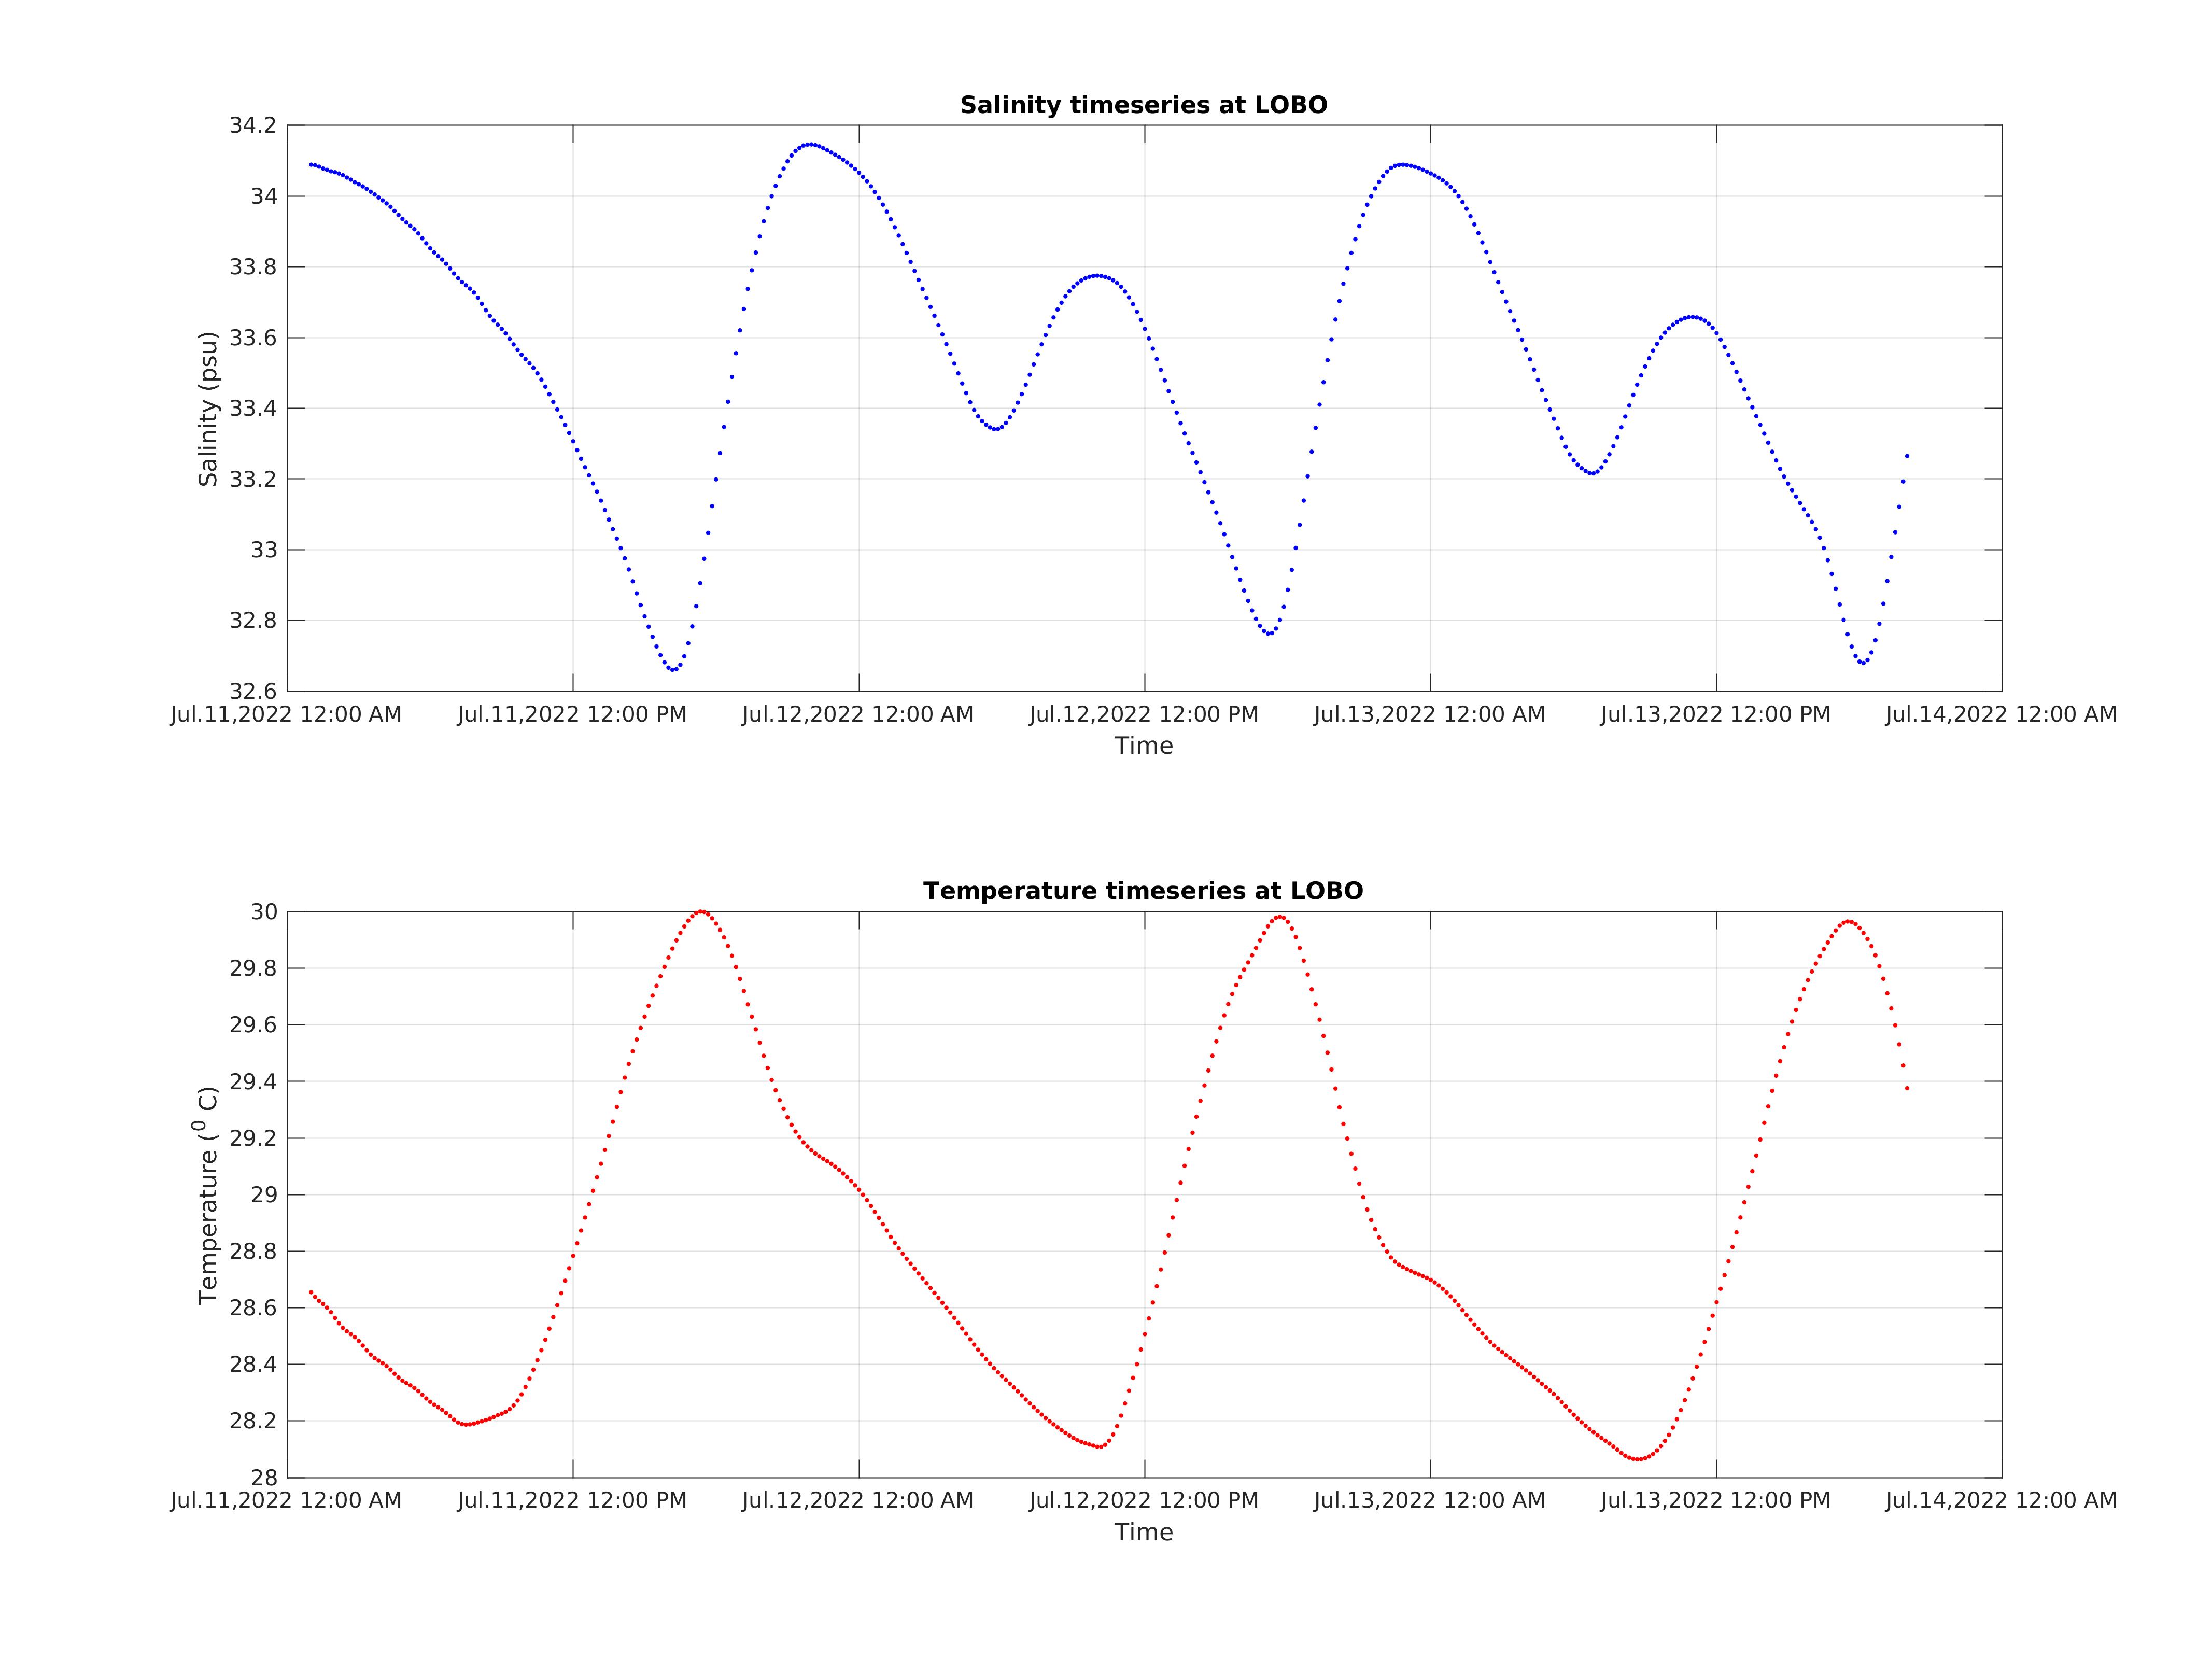 Salinity timeseries at LOBO
34.2
34
33.8
33.6
33.4
33.2
33
32.8
32.6
Salinity (psu)
Jul.11,2022 12:00 AM Jul.11,2022 12:00 PM Jul.12,2022 12:00 AM Jul.12,2022 12:00 PM Jul.13,2022 12:00 AM Jul.13,2022 12:00 PM Jul.14,2022 12:00 AM
Time
Temperature timeseries at LOBO
30
29.8
29.6
29.4
29.2
29
28.8
28.6
28.4
28.2
28
Temperature (⁰ C)
Jul.11,2022 12:00 AM Jul.11,2022 12:00 PM Jul.12,2022 12:00 AM Jul.12,2022 12:00 PM Jul.13,2022 12:00 AM Jul.13,2022 12:00 PM Jul.14,2022 12:00 AM
Time